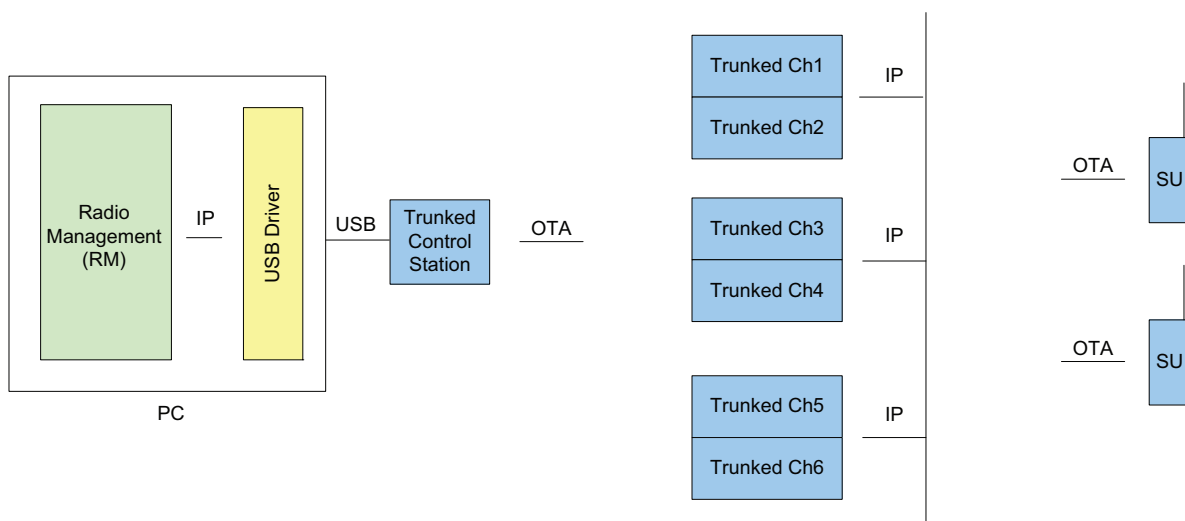 Radio
Management
(RM)
IP
USB Driver
PC
USB
Trunked
Control
Station
OTA
Trunked Ch1
Trunked Ch2
IP
Trunked Ch3
Trunked Ch4
IP
Trunked Ch5
Trunked Ch6
IP
OTA
SU
OTA
SU